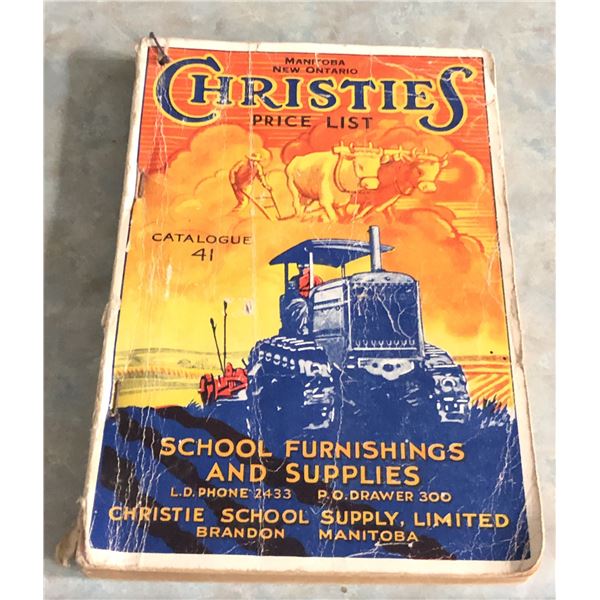 MANITOBA
NEW ONTARIO
CHRISTIES
PRICE LIST
CATALOGUE
41
SCHOOL FURNISHINGS
AND SUPPLIES
L.D. PHONE 2433 P.O. DRAWER 300
CHRISTIE SCHOOL SUPPLY, LIMITED
BRANDON MANITOBA